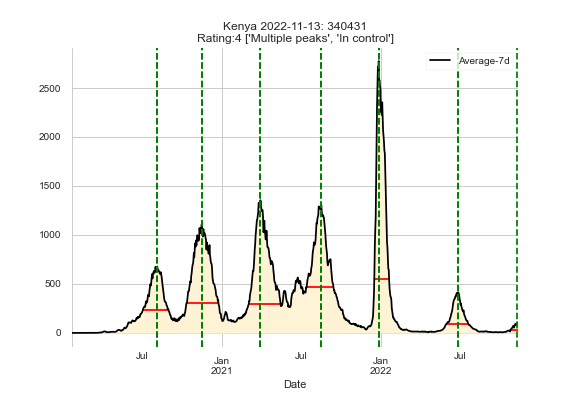 Kenya 2022-11-13: 340431
Rating:4 ['Multiple peaks', 'In control']
Average-7d
2500
2000
1500
1000
500
0
Jul
Jan
2021
Jul
Jan
2022
Jul
Date